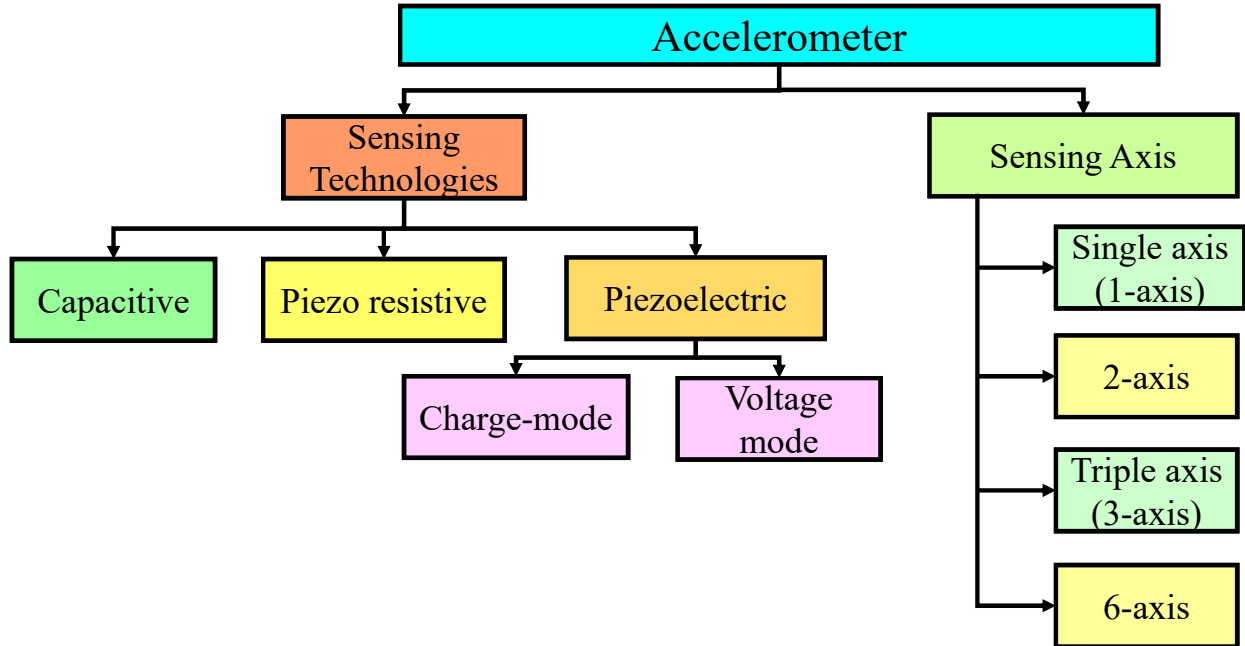 Accelerometer
Sensing
Technologies
Sensing Axis
Capacitive
Piezo resistive
Piezoelectric
Charge-mode
Voltage
mode
Single axis
(1-axis)
2-axis
Triple axis
(3-axis)
6-axis